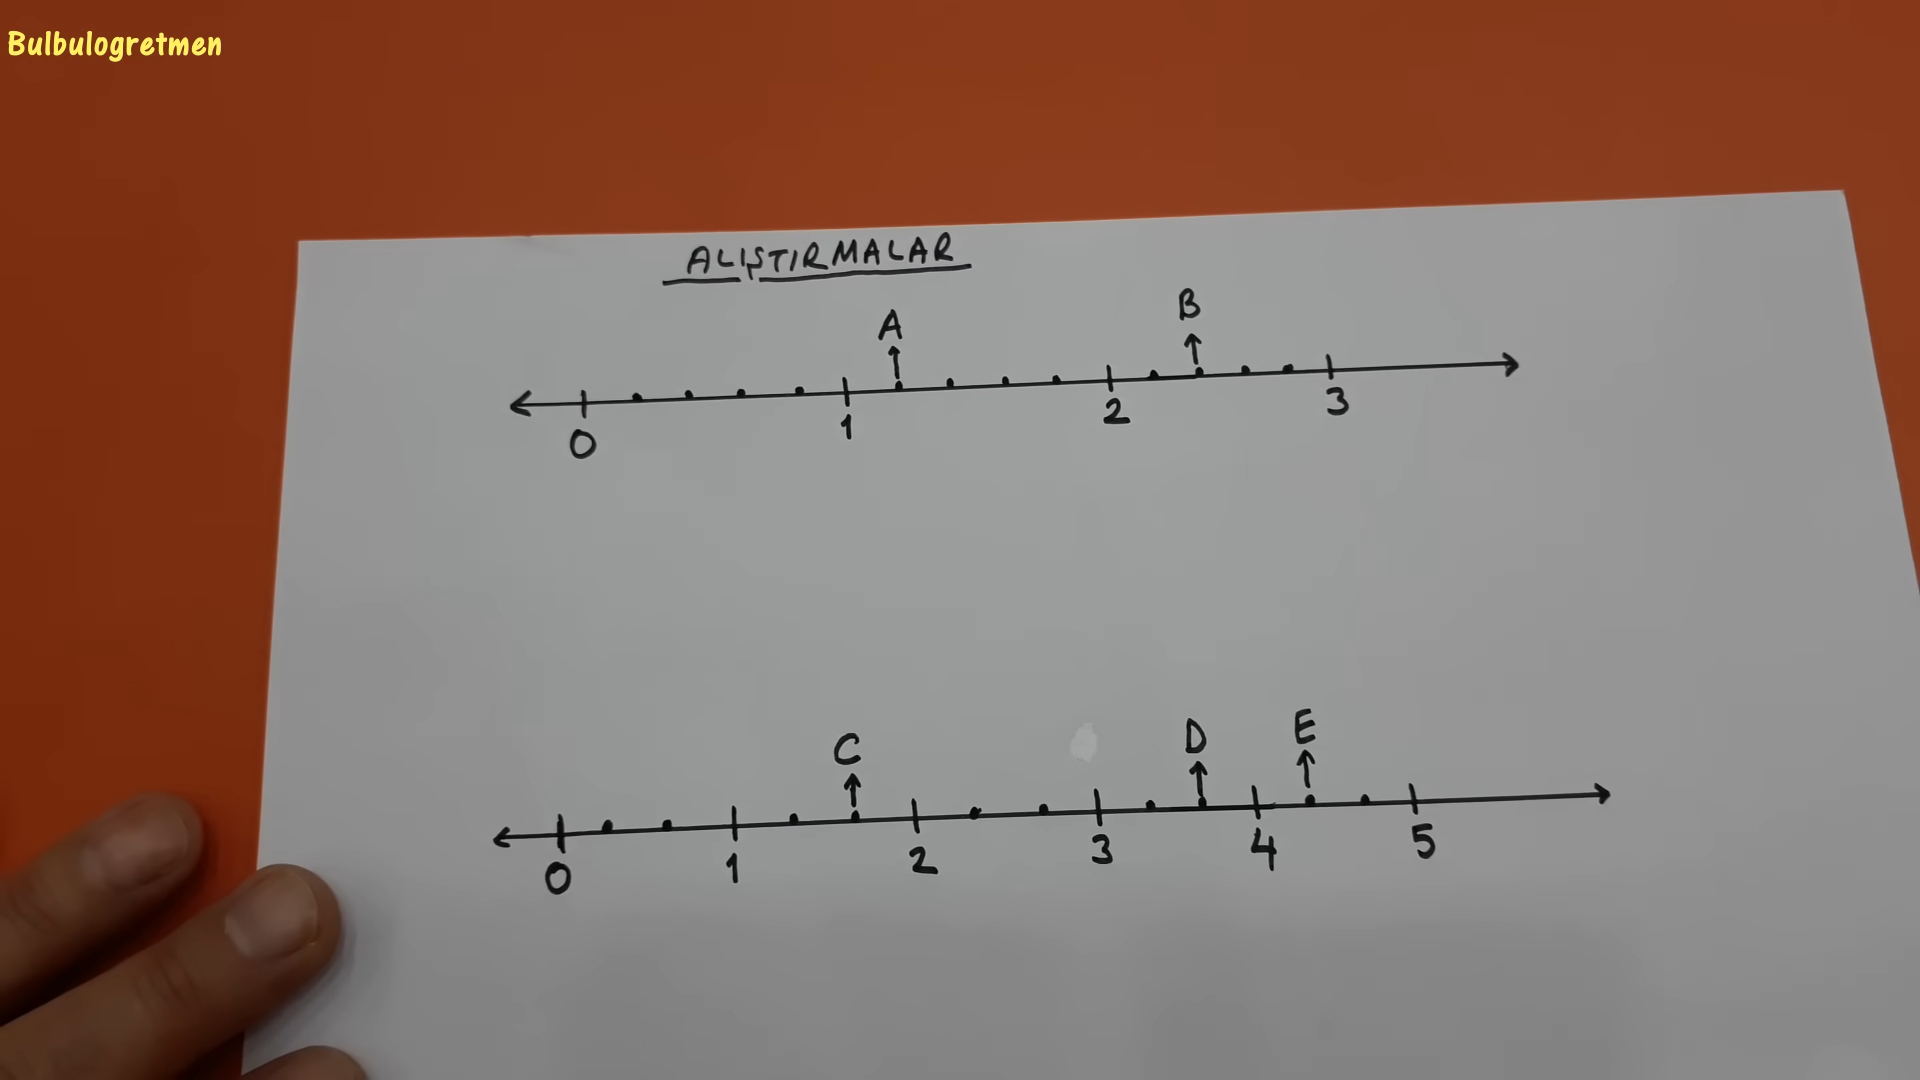 Bulbulogretmen
ALIŞTIRMALAR
A B
0 1 2 3
C D E
0 1 2 3 4 5